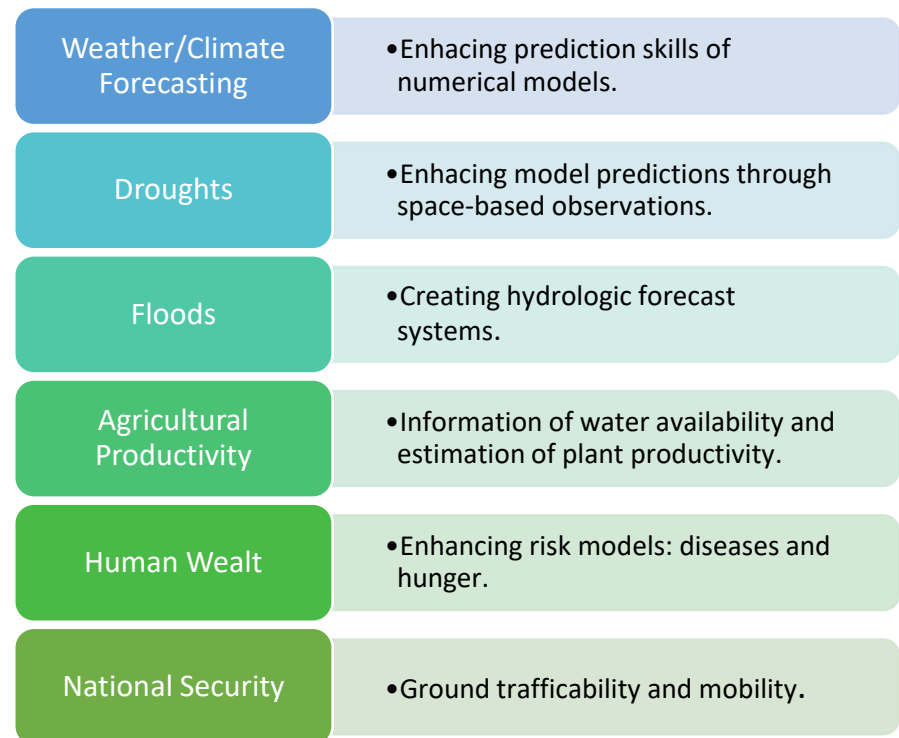 Weather/Climate
Forecasting
•Enhacing prediction skills of
numerical models.
Droughts
•Enhacing model predictions through
space-based observations.
Floods
•Creating hydrologic forecast
systems.
Agricultural
Productivity
•Information of water availability and
estimation of plant productivity.
Human Wealt
•Enhancing risk models: diseases and
hunger.
National Security
•Ground trafficability and mobility.